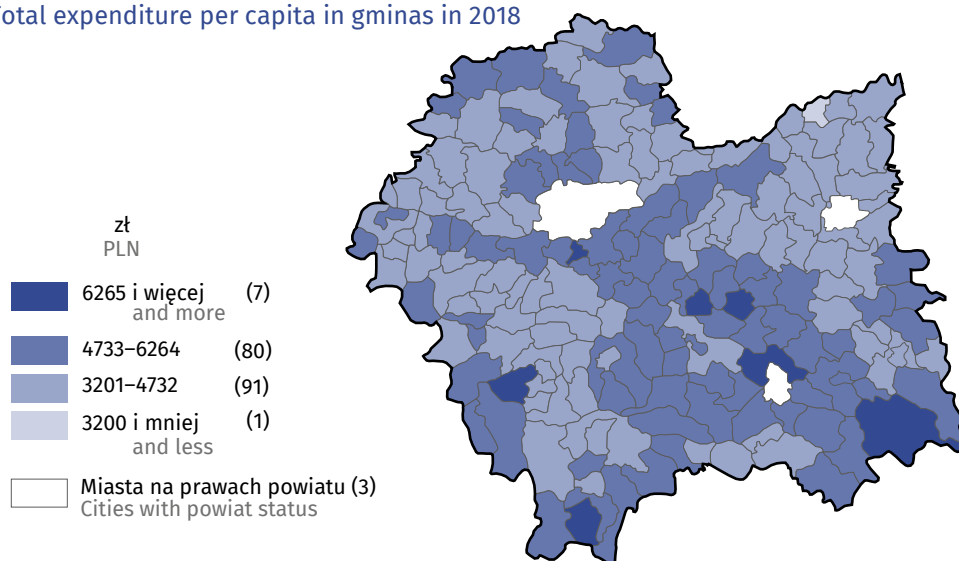 Total expenditure per capita in gminas in 2018
zł
PLN
6265 i więcej (7)
and more
4733–6264 (80)
3201–4732 (91)
3200 i mniej (1)
and less
Miasta na prawach powiatu (3)
Cities with powiat status